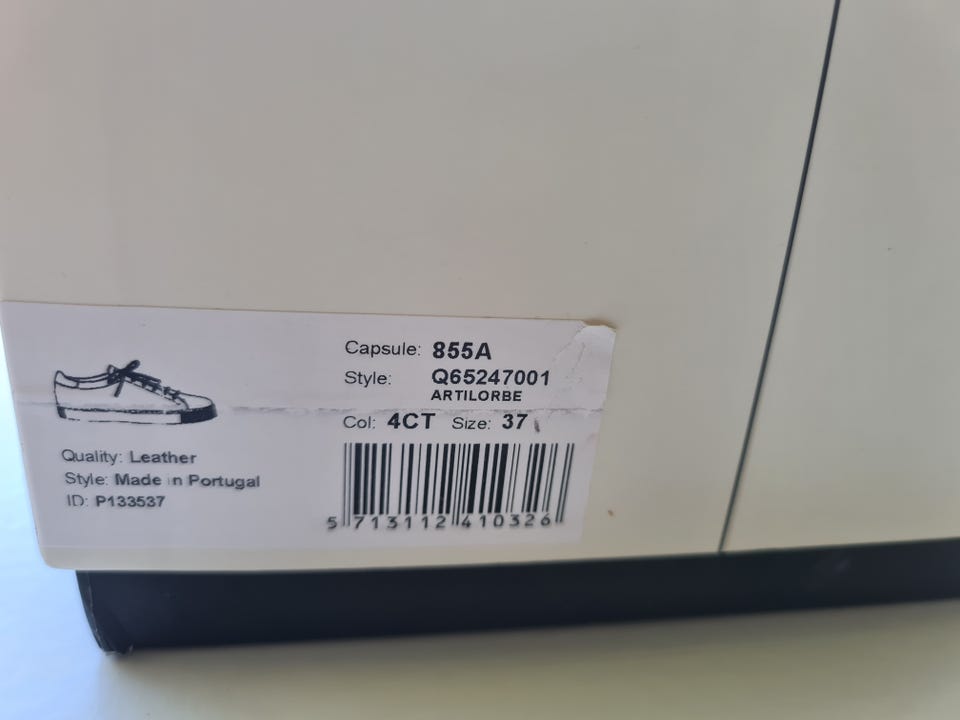 Capsule: 855A
Style: Q65247001
ARTILORBE
Col: 4CT Size: 37
Quality: Leather
Style: Made in Portugal
ID: P133537
5 713112 410326